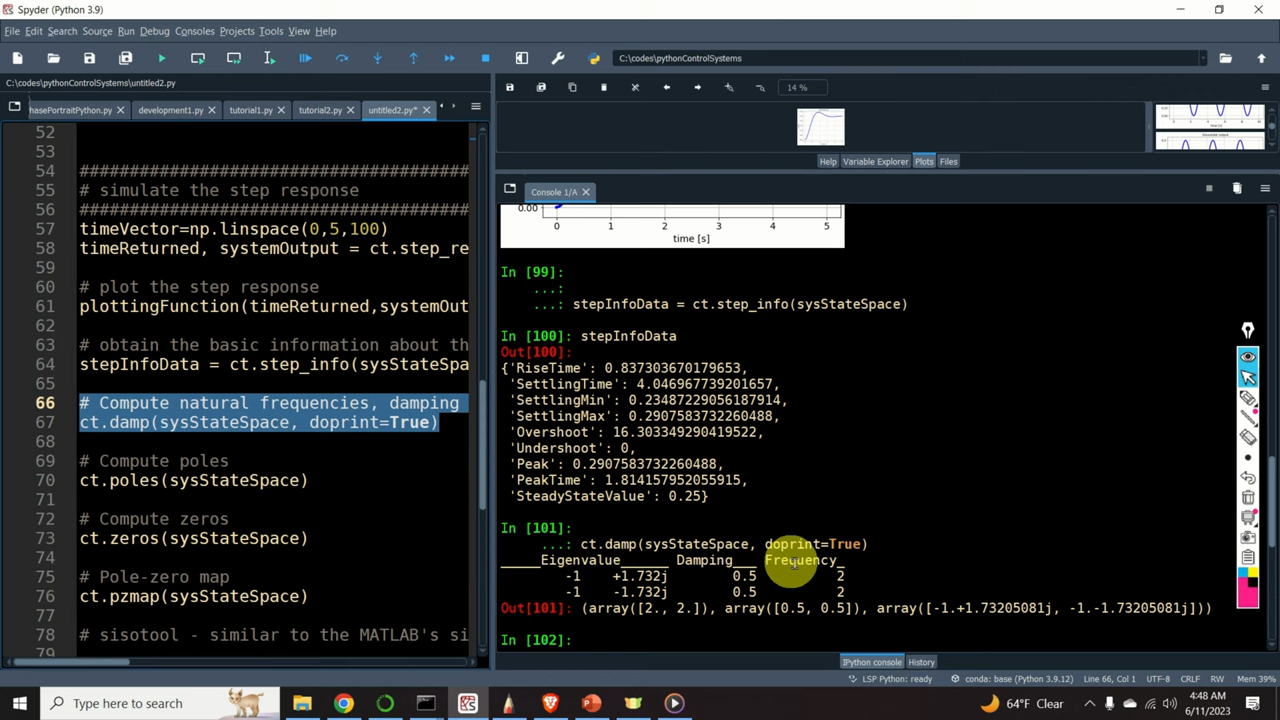 Spyder (Python 3.9)
File Edit Search Source Run Debug Consoles Projects Tools View Help
C:\codes\pythonControlSystems
C:\codes\pythonControlSystems\untitled2.py
hasePortraitPython.py development1.py tutorial1.py tutorial2.py untitled2.py*
14 %
Help Variable Explorer Plots Files
Console 1/A
52
53
54 ########################################
55 # simulate the step response
56 ########################################
57 timeVector=np.linspace(0,5,100)
58 timeReturned, systemOutput = ct.step_re
59
60 # plot the step response
61 plottingFunction(timeReturned,systemOut
62
63 # obtain the basic information about th
64 stepInfoData = ct.step_info(sysStateSpa
65
66 # Compute natural frequencies, damping
67 ct.damp(sysStateSpace, doprint=True)
68
69 # Compute poles
70 ct.poles(sysStateSpace)
71
72 # Compute zeros
73 ct.zeros(sysStateSpace)
74
75 # Pole-zero map
76 ct.pzmap(sysStateSpace)
77
78 # sisotool - similar to the MATLAB's si
79
0.00
0 1 2 3 4 5
time [s]
In [99]:
...:
...: stepInfoData = ct.step_info(sysStateSpace)
In [100]: stepInfoData
Out[100]:
{'RiseTime': 0.837303670179653,
'SettlingTime': 4.046967739201657,
'SettlingMin': 0.23487229056187914,
'SettlingMax': 0.2907583732260488,
'Overshoot': 16.303349290419522,
'Undershoot': 0,
'Peak': 0.2907583732260488,
'PeakTime': 1.814157952055915,
'SteadyStateValue': 0.25}
In [101]:
...: ct.damp(sysStateSpace, doprint=True)
_____Eigenvalue______ Damping___ Frequency_
-1 +1.732j 0.5 2
-1 -1.732j 0.5 2
Out[101]: (array([2., 2.]), array([0.5, 0.5]), array([-1.+1.73205081j, -1.-1.73205081j]))
In [102]:
IPython console History
LSP Python: ready conda: base (Python 3.9.12) Line 66, Col 1 UTF-8 CRLF RW Mem 39%
Type here to search
64°F Clear
4:48 AM
6/11/2023